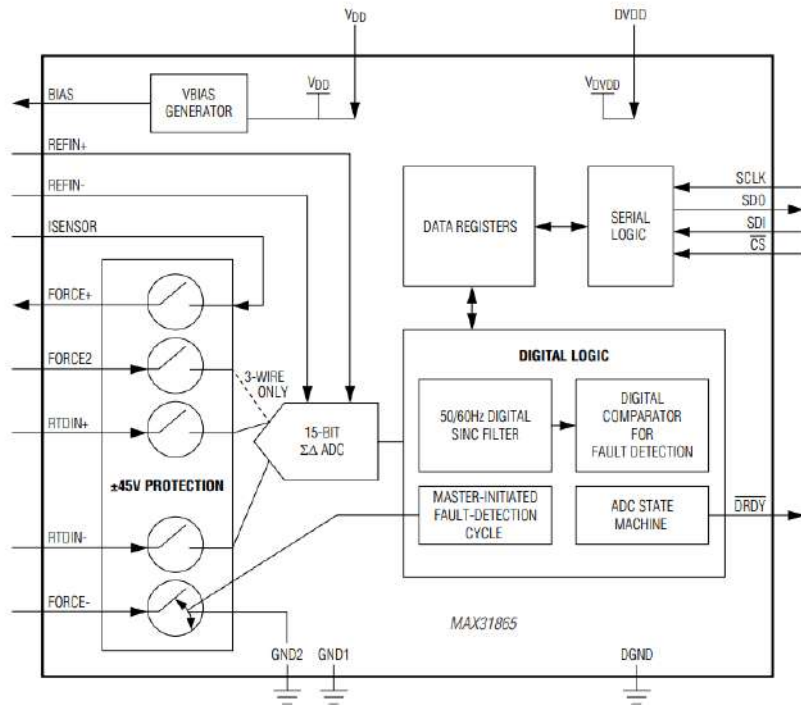 VDD
DVDD
BIAS
VBIAS
GENERATOR
VDD
VDVDD
REFIN+
REFIN-
ISENSOR
DATA REGISTERS
SERIAL
LOGIC
SCLK
SDO
SDI
CS
FORCE+
FORCE2
RTDIN+
3-WIRE
ONLY
15-BIT
ΣΔ ADC
±45V PROTECTION
RTDIN-
FORCE-
DIGITAL LOGIC
50/60Hz DIGITAL
SINC FILTER
DIGITAL
COMPARATOR
FOR
FAULT DETECTION
MASTER-INITIATED
FAULT-DETECTION
CYCLE
ADC STATE
MACHINE
DRDY
MAX31865
GND2
GND1
DGND